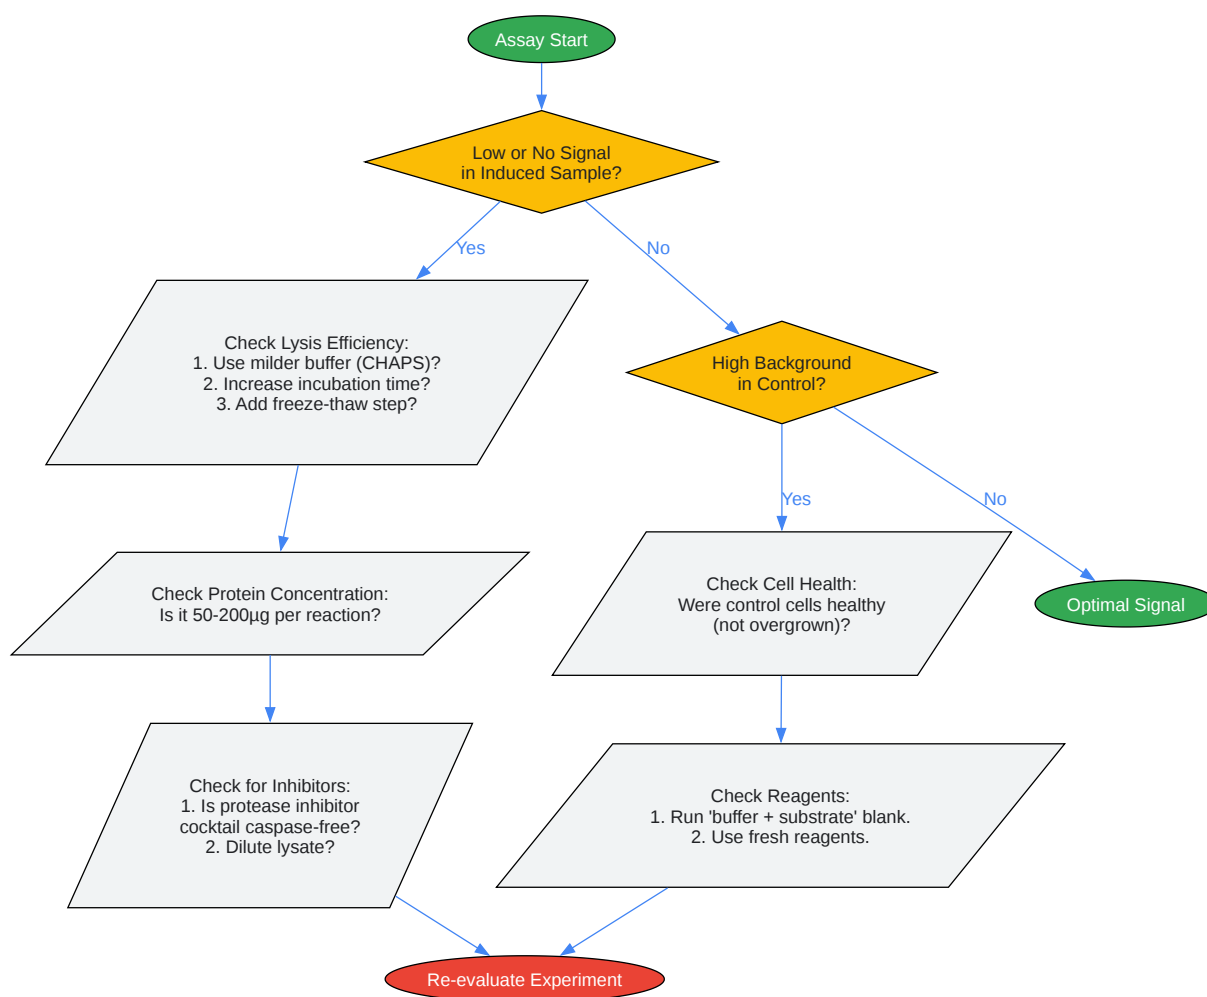 Assay Start
Low or No Signal
in Induced Sample?
Yes
No
Check Lysis Efficiency:
1. Use milder buffer (CHAPS)?
2. Increase incubation time?
3. Add freeze-thaw step?
High Background
in Control?
Yes
No
Check Protein Concentration:
Is it 50-200µg per reaction?
Check Cell Health:
Were control cells healthy
(not overgrown)?
Optimal Signal
Check for Inhibitors:
1. Is protease inhibitor
cocktail caspase-free?
2. Dilute lysate?
Check Reagents:
1. Run 'buffer + substrate' blank.
2. Use fresh reagents.
Re-evaluate Experiment